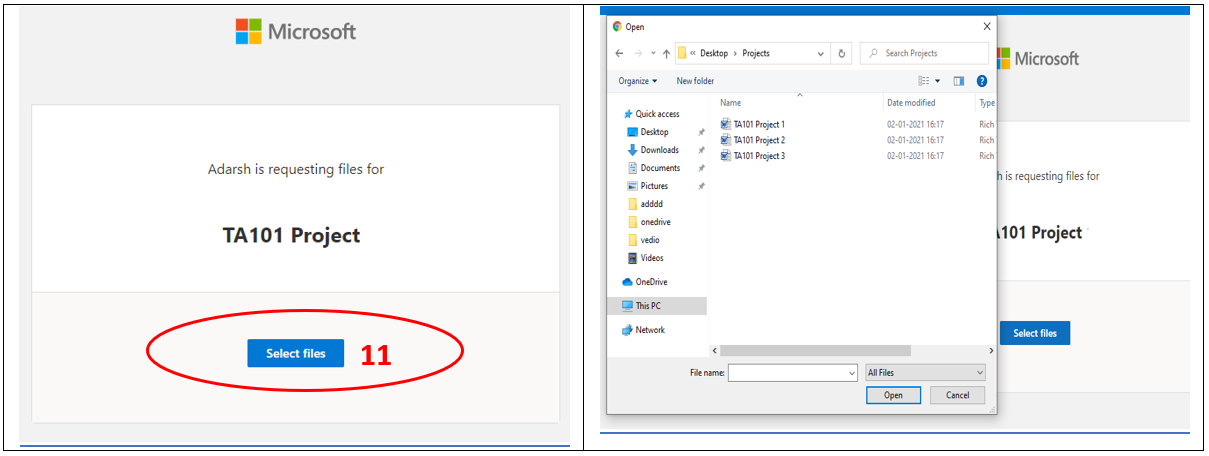 Microsoft
Adarsh is requesting files for
TA101 Project
Select files
11
Open
« Desktop › Projects
Search Projects
Organize
New folder
?
Name
Date modified
Type
Quick access
Desktop
Downloads
Documents
Pictures
adddd
onedrive
vedio
Videos
OneDrive
This PC
Network
TA101 Project 1 02-01-2021 16:17 Rich
TA101 Project 2 02-01-2021 16:17 Rich
TA101 Project 3 02-01-2021 16:17 Rich
File name:
All Files
Open
Cancel
Microsoft
h is requesting files for
A101 Project
Select files